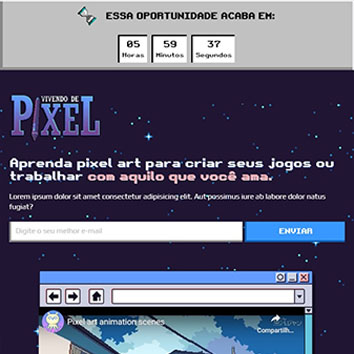 ESSA OPORTUNIDADE ACABA EM:
05 59 37
Horas Minutos Segundos
VIVENDO DE
PIXEL
Aprenda pixel art para criar seus jogos ou
trabalhar com aquilo que você ama.
Lorem ipsum dolor sit amet consectetur adipisicing elit. Aut possimus iure ab labore dolor natus
fugiat?
Digite o seu melhor e-mail
ENVIAR
Pixel art animation scenes
Compartilh...